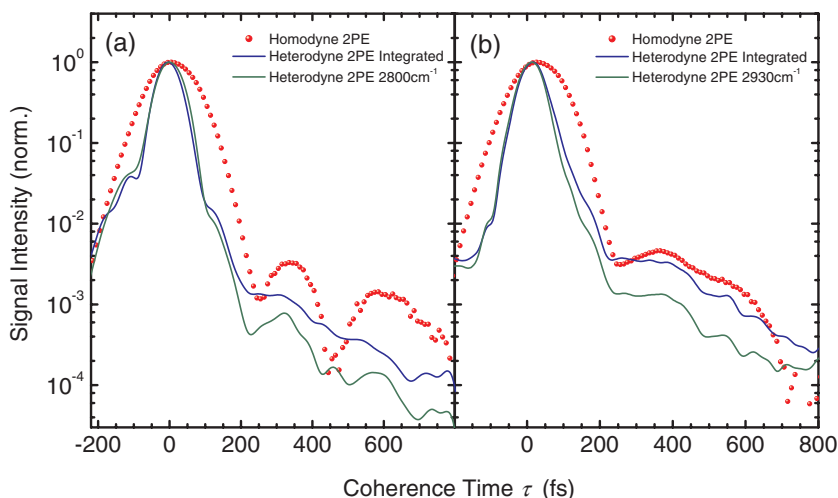 (a)
Homodyne 2PE
Heterodyne 2PE Integrated
Heterodyne 2PE 2800cm⁻¹
(b)
Homodyne 2PE
Heterodyne 2PE Integrated
Heterodyne 2PE 2930cm⁻¹
Signal Intensity (norm.)
10⁰
10⁻¹
10⁻²
10⁻³
10⁻⁴
-200 0 200 400 600 0 200 400 600 800
Coherence Time τ (fs)